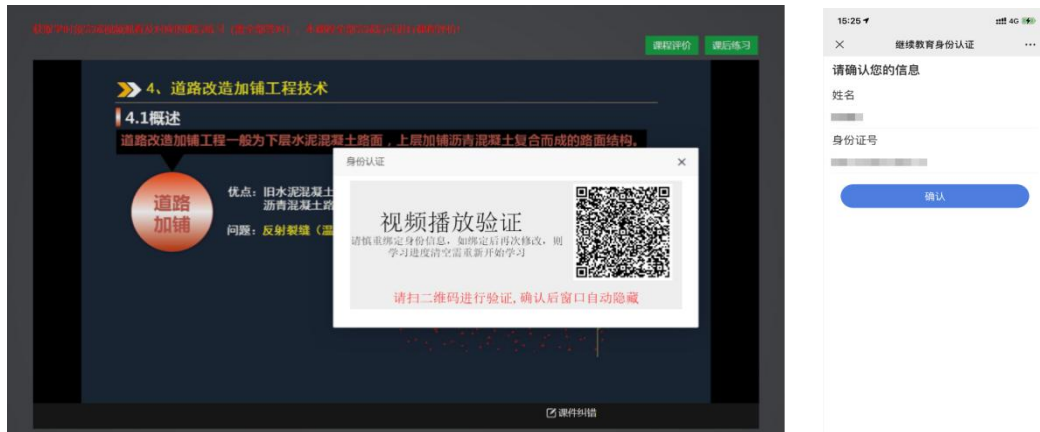 课程评价 课后练习
4、道路改造加铺工程技术
4.1概述
道路改造加铺工程一般为下层水泥混凝土路面，上层加铺沥青混凝土复合而成的路面结构。
道路
加铺
优点：旧水泥混凝土
沥青混凝土路
问题：反射裂缝（温
身份认证
视频播放验证
请慎重绑定身份信息，如绑定后再次修改，则
学习进度清空需重新开始学习
请扫二维码进行验证,确认后窗口自动隐藏
课件纠错
15:25 4G
继续教育身份认证
请确认您的信息
姓名
身份证号
确认